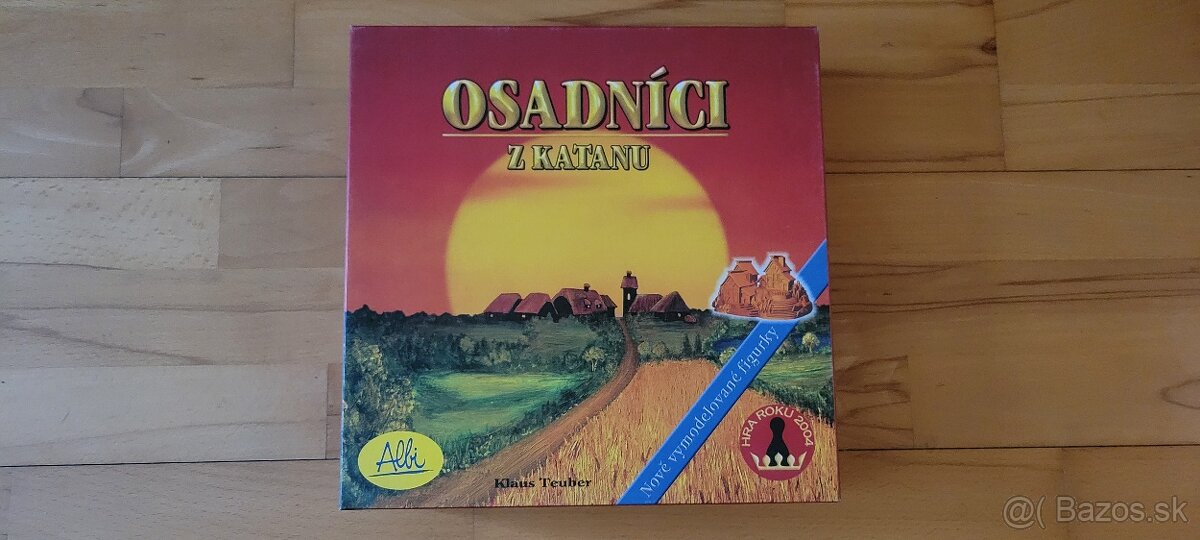 OSADNÍCI
Z KATANU
Nově vymodelované figurky
HRA ROKU 2004
Albi
Klaus Teuber
@( Bazos.sk